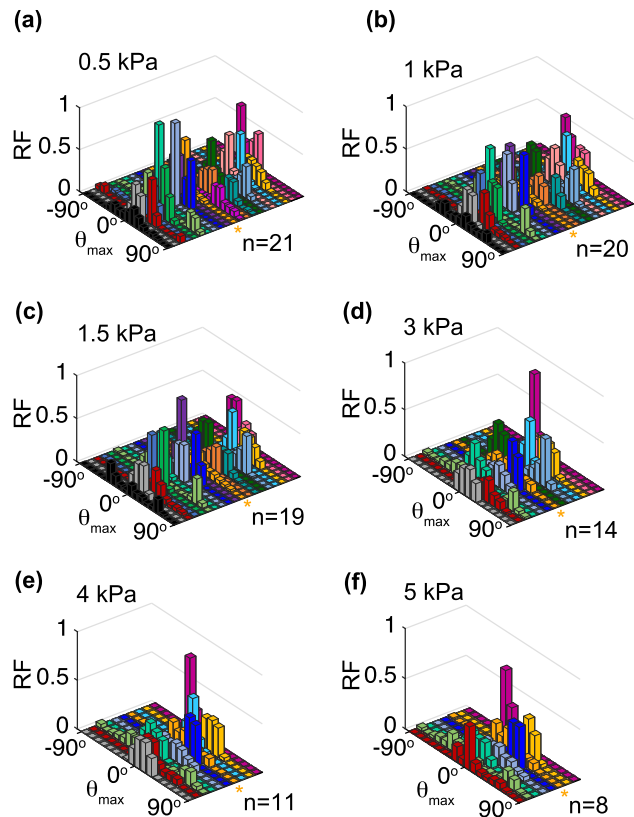 (a)
0.5 kPa
1
0.5
0
RF
-90°
0°
90°
θmax
*
n=21
(b)
1 kPa
1
0.5
0
RF
-90°
0°
90°
θmax
*
n=20
(c)
1.5 kPa
1
0.5
0
RF
-90°
0°
90°
θmax
*
n=19
(d)
3 kPa
1
0.5
0
RF
-90°
0°
90°
θmax
*
n=14
(e)
4 kPa
1
0.5
0
RF
-90°
0°
90°
θmax
*
n=11
(f)
5 kPa
1
0.5
0
RF
-90°
0°
90°
θmax
*
n=8